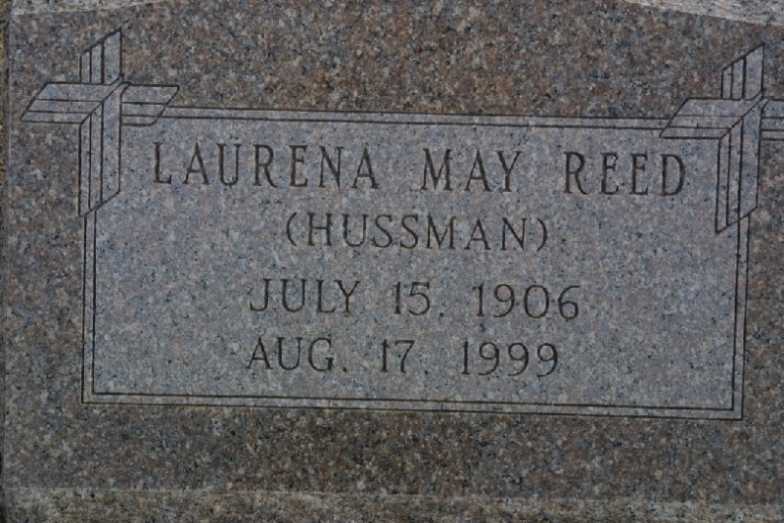 LAURENA MAY REED
(HUSSMAN)
JULY 15, 1906
AUG. 17, 1999